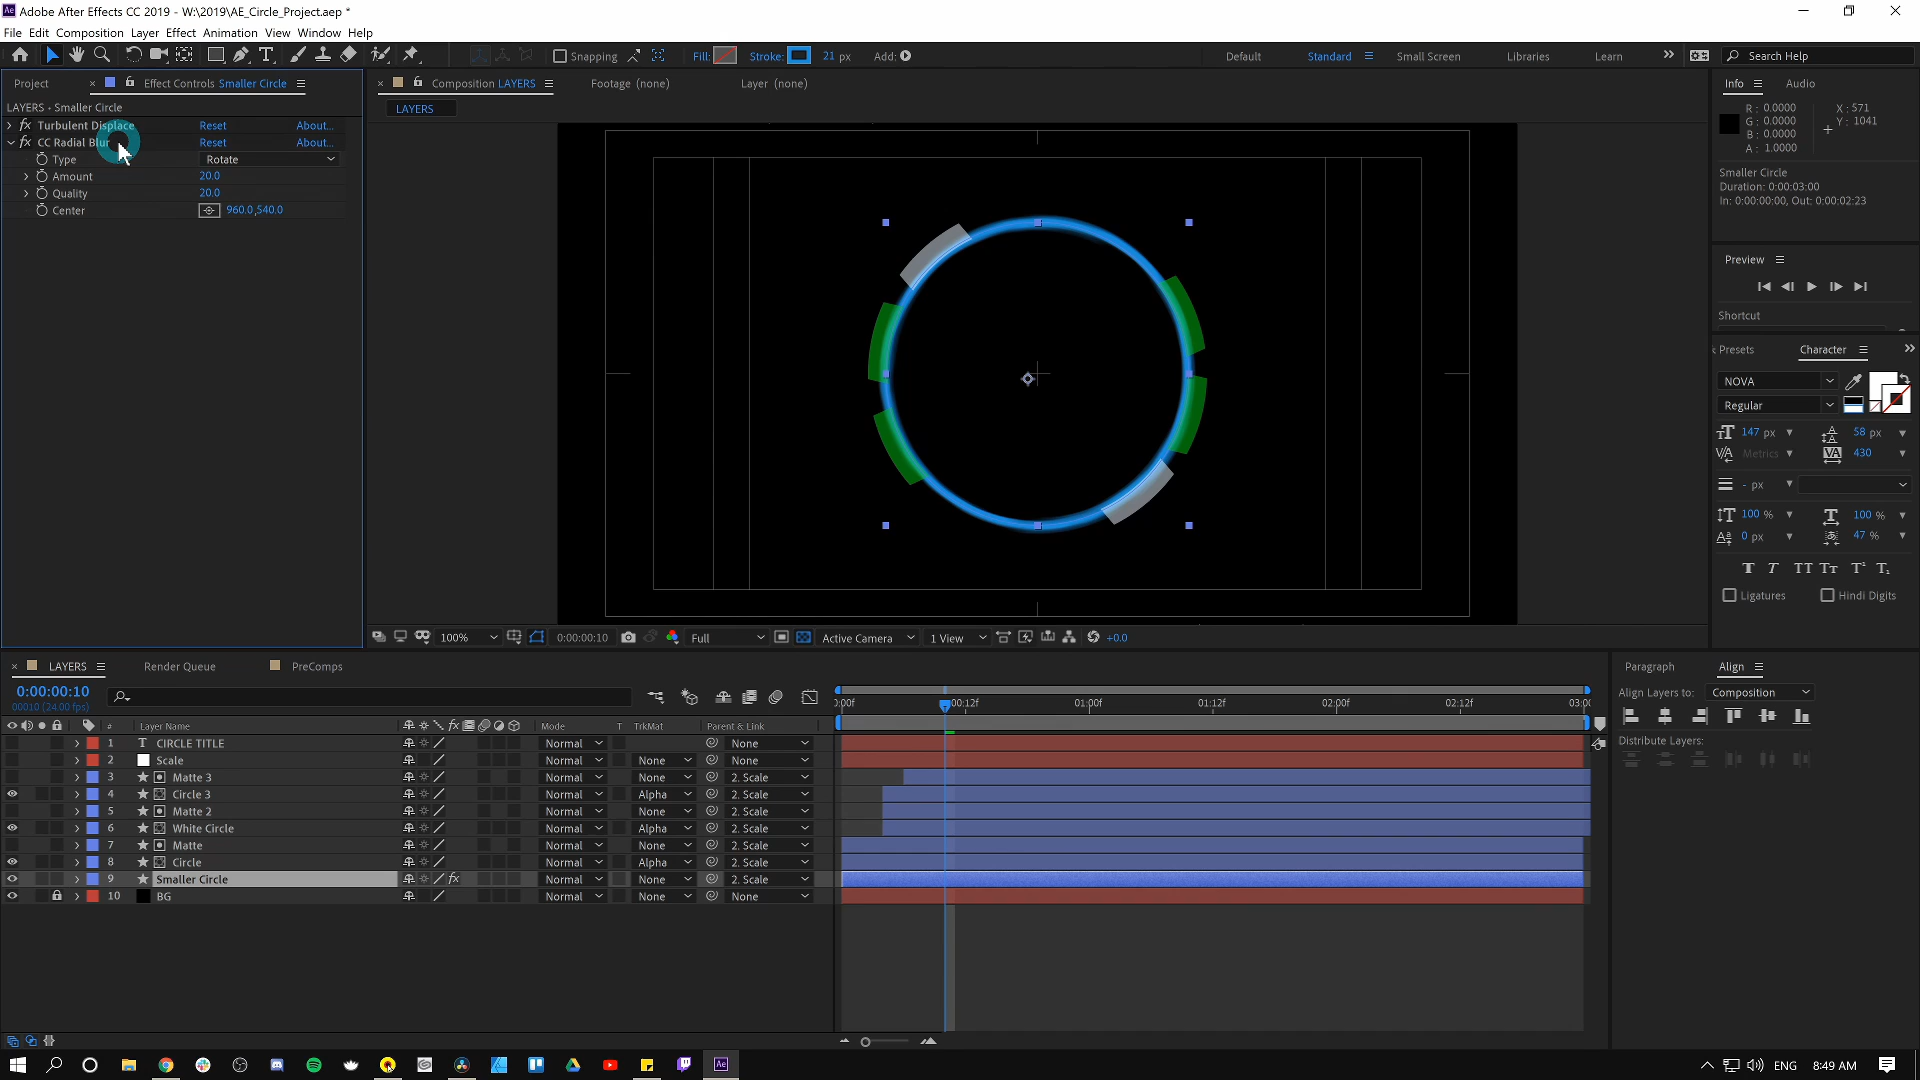 Adobe After Effects CC 2019 - W:\2019\AE_Circle_Project.aep *
File Edit Composition Layer Effect Animation View Window Help
Snapping Fill: Stroke: 21 px Add: Default Standard Small Screen Libraries Learn Search Help
Project Effect Controls Smaller Circle Composition LAYERS Footage (none) Layer (none) Info Audio
LAYERS • Smaller Circle LAYERS
Turbulent Displace Reset About...
CC Radial Blur Reset About...
Type Rotate
Amount 20.0
Quality 20.0
Center 960.0,540.0
R: 0.0000 X: 571
G: 0.0000 Y: 1041
B: 0.0000
A: 1.0000
Smaller Circle
Duration: 0:00:03:00
In: 0:00:00:00, Out: 0:00:02:23
Preview
Shortcut
Presets Character
NOVA
Regular
147 px 58 px
Metrics 430
- px
100 % 100 %
0 px 47 %
T T TT Tт T¹ T₁
Ligatures Hindi Digits
100% 0:00:00:10 Full Active Camera 1 View +0.0
LAYERS Render Queue PreComps
0:00:00:10
00010 (24.00 fps)
:00f 00:12f 01:00f 01:12f 02:00f 02:12f 03:00
# Layer Name Mode T TrkMat Parent & Link
1 T CIRCLE TITLE Normal None
2 Scale Normal None None
3 Matte 3 Normal None 2. Scale
4 Circle 3 Normal Alpha 2. Scale
5 Matte 2 Normal None 2. Scale
6 White Circle Normal Alpha 2. Scale
7 Matte Normal None 2. Scale
8 Circle Normal Alpha 2. Scale
9 Smaller Circle fx Normal None 2. Scale
10 BG Normal None None
Paragraph Align
Align Layers to: Composition
Distribute Layers:
ENG 8:49 AM